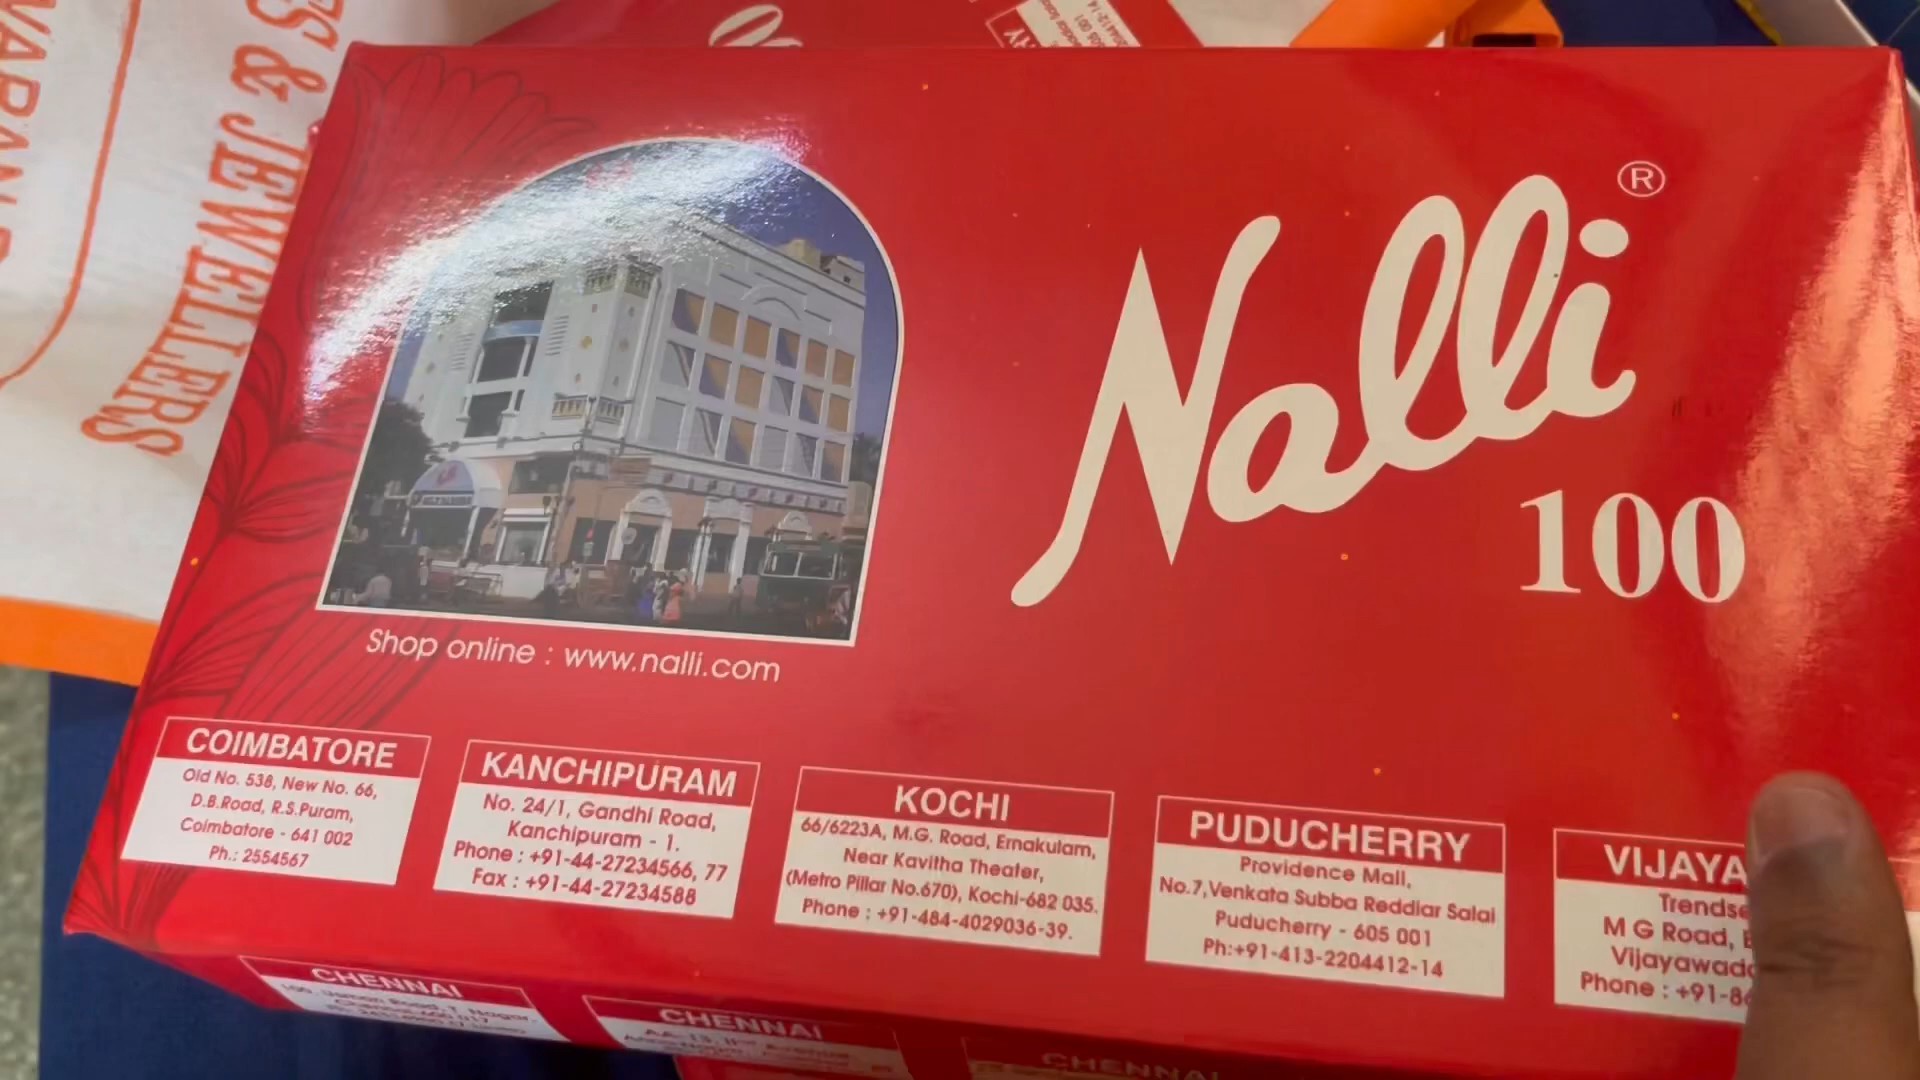 S & JEWELLERS
Nalli®
100
Shop online : www.nalli.com
COIMBATORE
Old No. 538, New No. 66,
D.B.Road, R.S.Puram,
Coimbatore - 641 002
Ph.: 2554567
KANCHIPURAM
No. 24/1, Gandhi Road,
Kanchipuram - 1.
Phone : +91-44-27234566, 77
Fax : +91-44-27234588
KOCHI
66/6223A, M.G. Road, Ernakulam,
Near Kavitha Theater,
(Metro Pillar No.670), Kochi-682 035.
Phone : +91-484-4029036-39.
PUDUCHERRY
Providence Mall,
No.7,Venkata Subba Reddiar Salai
Puducherry - 605 001
Ph:+91-413-2204412-14
VIJAYA
Trendse
M G Road,
Vijayawad
Phone : +91-86
CHENNAI
CHENNAI
CHENNAI